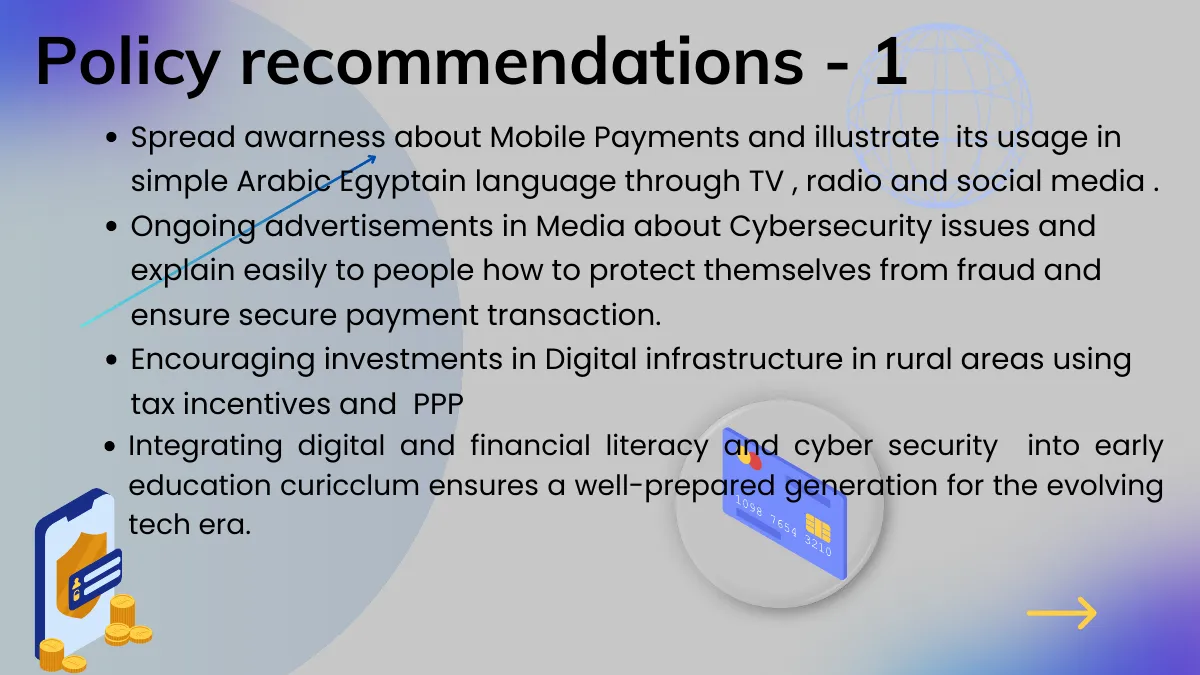 Policy recommendations - 1
• Spread awarness about Mobile Payments and illustrate  its usage in
simple Arabic Egyptain language through TV , radio and social media .
• Ongoing advertisements in Media about Cybersecurity issues and
explain easily to people how to protect themselves from fraud and
ensure secure payment transaction.
• Encouraging investments in Digital infrastructure in rural areas using
tax incentives and  PPP
• Integrating digital and financial literacy and cyber security  into early
education curicclum ensures a well-prepared generation for the evolving
tech era.
1098 7654 3210